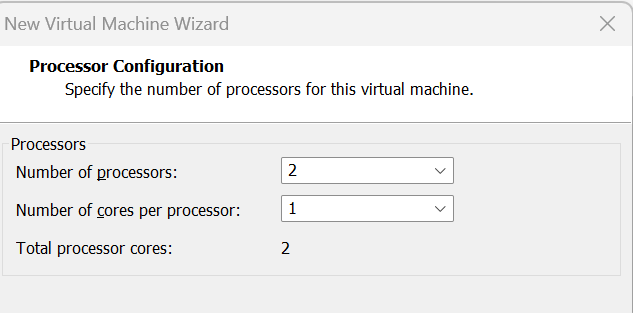 New Virtual Machine Wizard
Processor Configuration
Specify the number of processors for this virtual machine.
Processors
Number of processors: 2
Number of cores per processor: 1
Total processor cores: 2